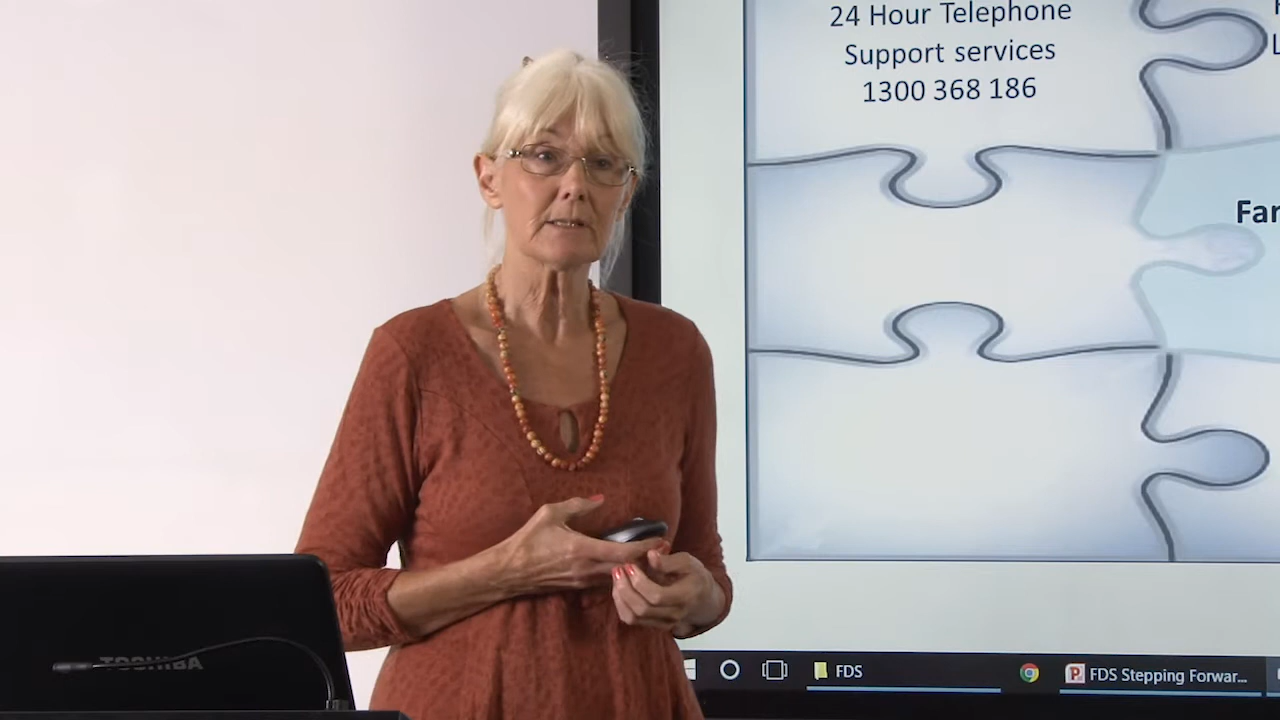 24 Hour Telephone
Support services
1300 368 186
L
Far
TOSHIBA
FDS
FDS Stepping Forwar...